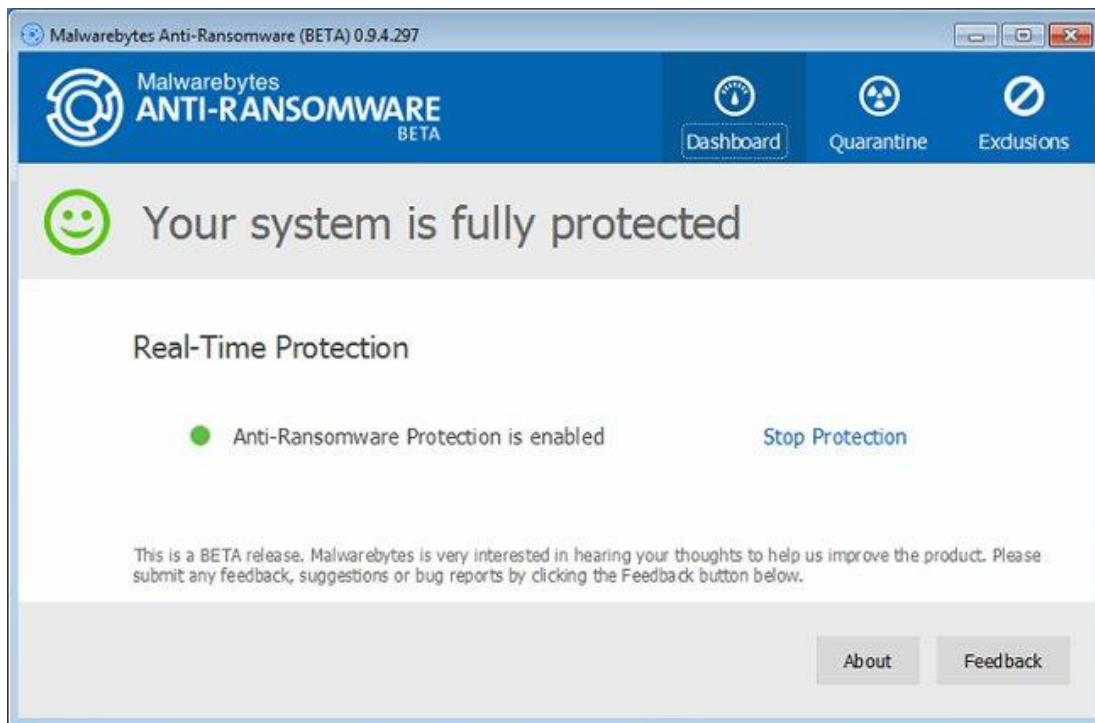 Malwarebytes Anti-Ransomware (BETA) 0.9.4.297
Malwarebytes
ANTI-RANSOMWARE
BETA
Dashboard
Quarantine
Exclusions
Your system is fully protected
Real-Time Protection
Anti-Ransomware Protection is enabled
Stop Protection
This is a BETA release. Malwarebytes is very interested in hearing your thoughts to help us improve the product. Please
submit any feedback, suggestions or bug reports by clicking the Feedback button below.
About
Feedback